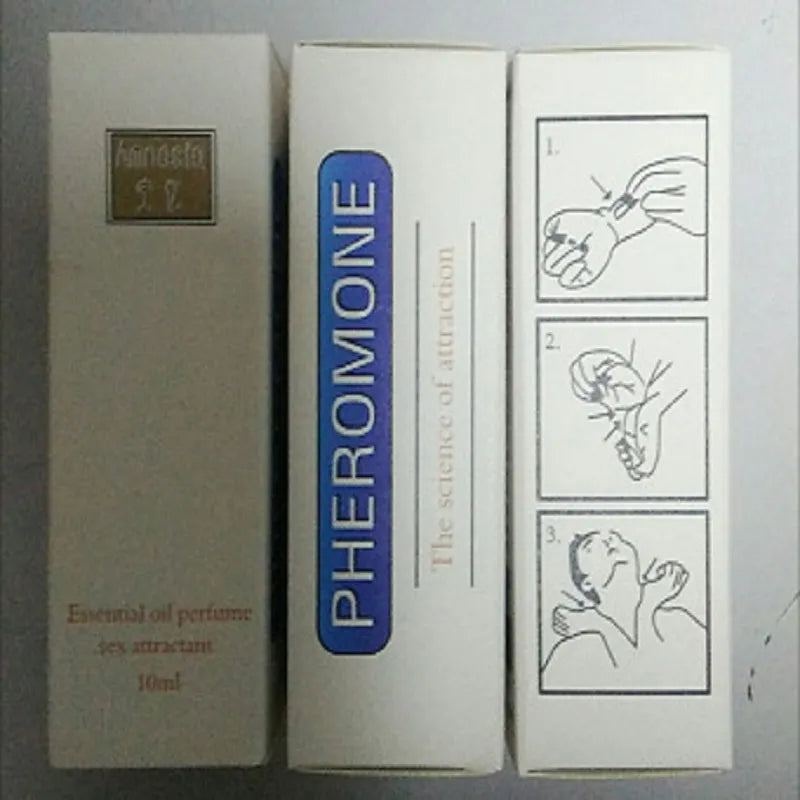 Essential oil perfume
sex attractant
10ml
PHEROMONE
The science of attraction
1.
2.
3.